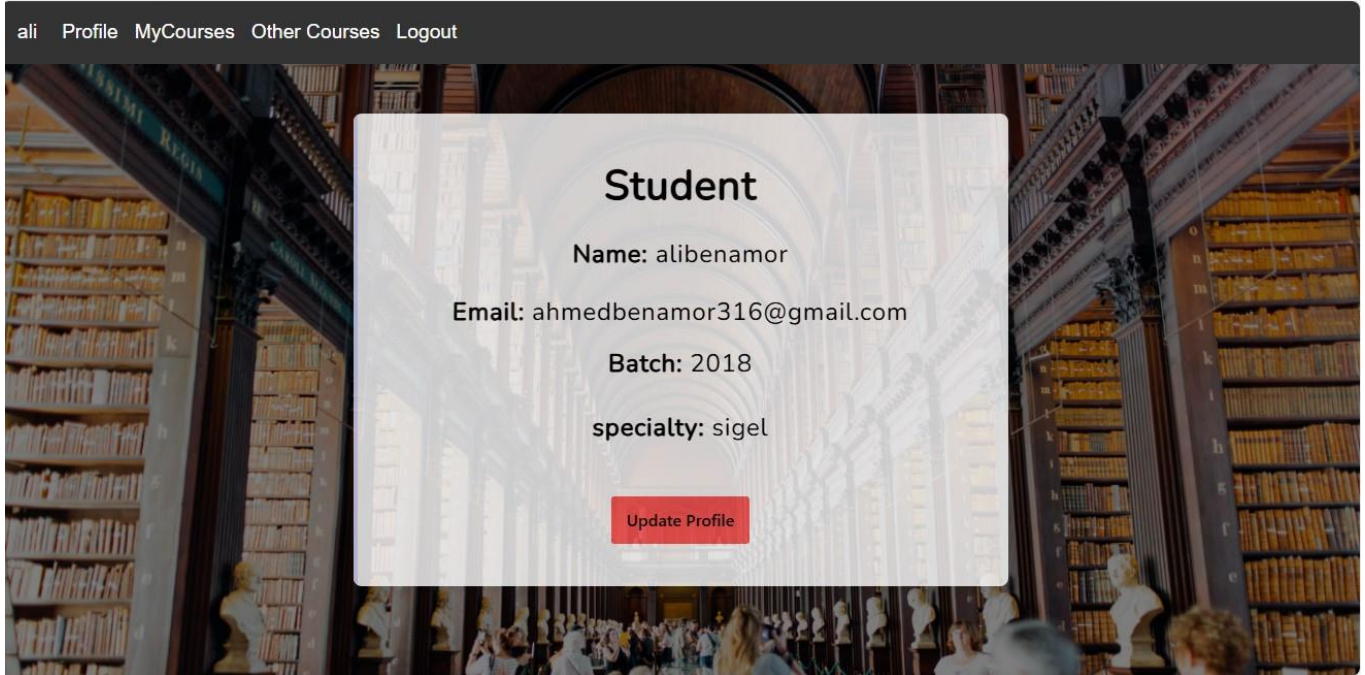 ali Profile MyCourses Other Courses Logout
Student
Name: alibenamor
Email: ahmedbenamor316@gmail.com
Batch: 2018
specialty: sigel
Update Profile